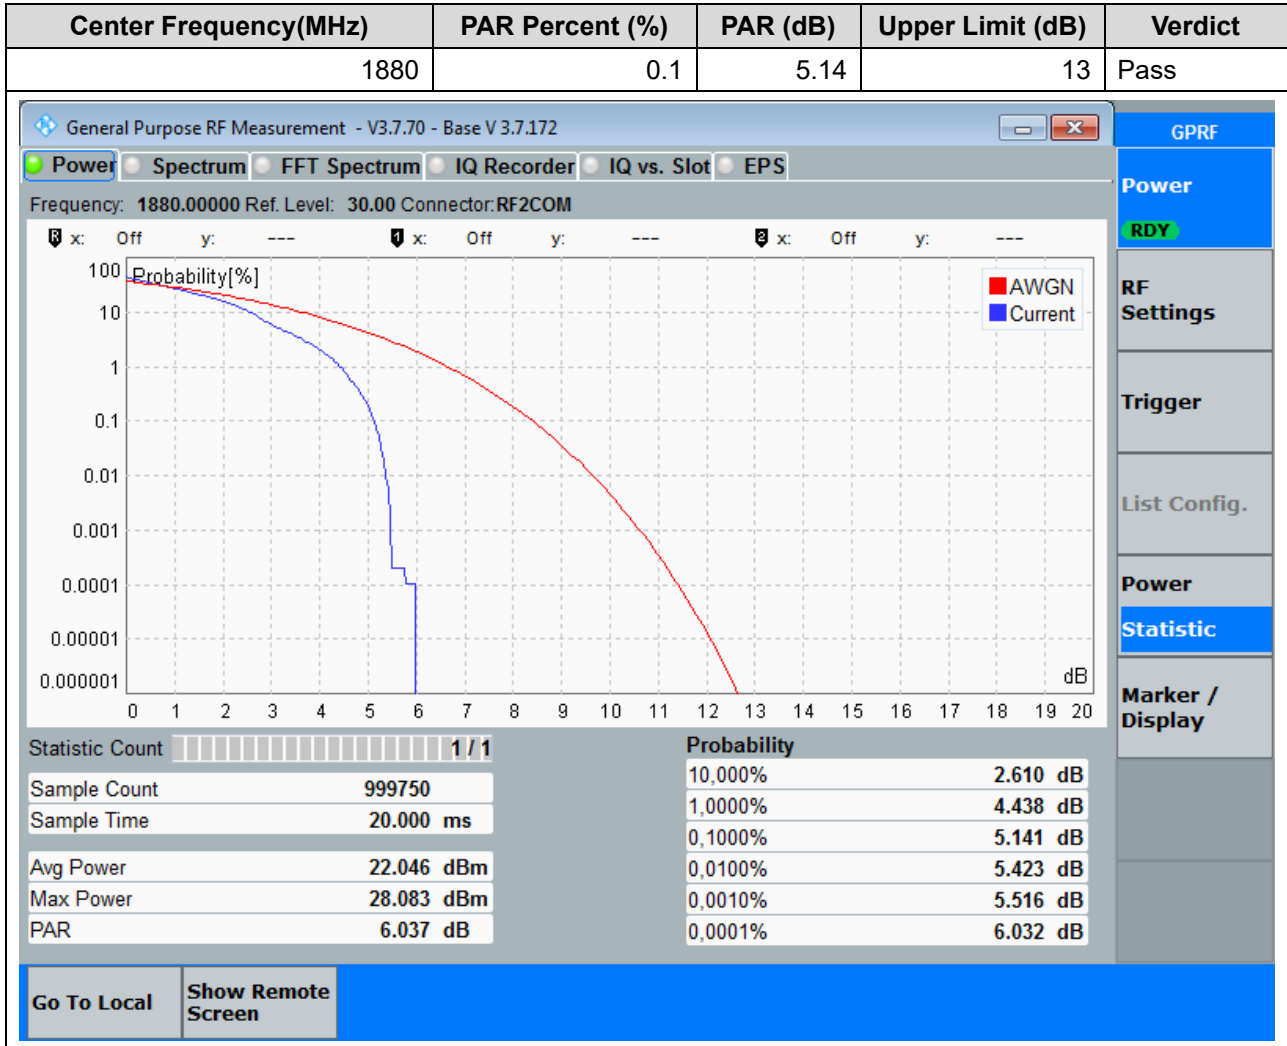 Center Frequency(MHz) PAR Percent (%) PAR (dB) Upper Limit (dB) Verdict
1880 0.1 5.14 13 Pass
General Purpose RF Measurement - V3.7.70 - Base V 3.7.172
GPRF
Power Spectrum FFT Spectrum IQ Recorder IQ vs. Slot EPS
Power
RDY
Frequency: 1880.00000 Ref. Level: 30.00 Connector:RF2COM
R x: Off y: --- 1 x: Off y: --- 2 x: Off y: ---
RF
Settings
Trigger
List Config.
Power
Statistic
Marker /
Display
Probability[%]
AWGN
Current
100
10
1
0.1
0.01
0.001
0.0001
0.00001
0.000001
dB
0 1 2 3 4 5 6 7 8 9 10 11 12 13 14 15 16 17 18 19 20
Statistic Count 1 / 1
Sample Count 999750
Sample Time 20.000 ms
Avg Power 22.046 dBm
Max Power 28.083 dBm
PAR 6.037 dB
Probability
10,000% 2.610 dB
1,0000% 4.438 dB
0,1000% 5.141 dB
0,0100% 5.423 dB
0,0010% 5.516 dB
0,0001% 6.032 dB
Go To Local
Show Remote
Screen